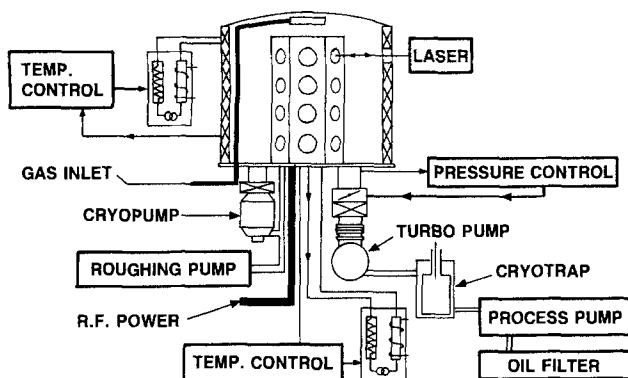 LASER
TEMP.
CONTROL
GAS INLET
PRESSURE CONTROL
CRYOPUMP
TURBO PUMP
ROUGHING PUMP
CRYOTRAP
R.F. POWER
PROCESS PUMP
TEMP. CONTROL
OIL FILTER